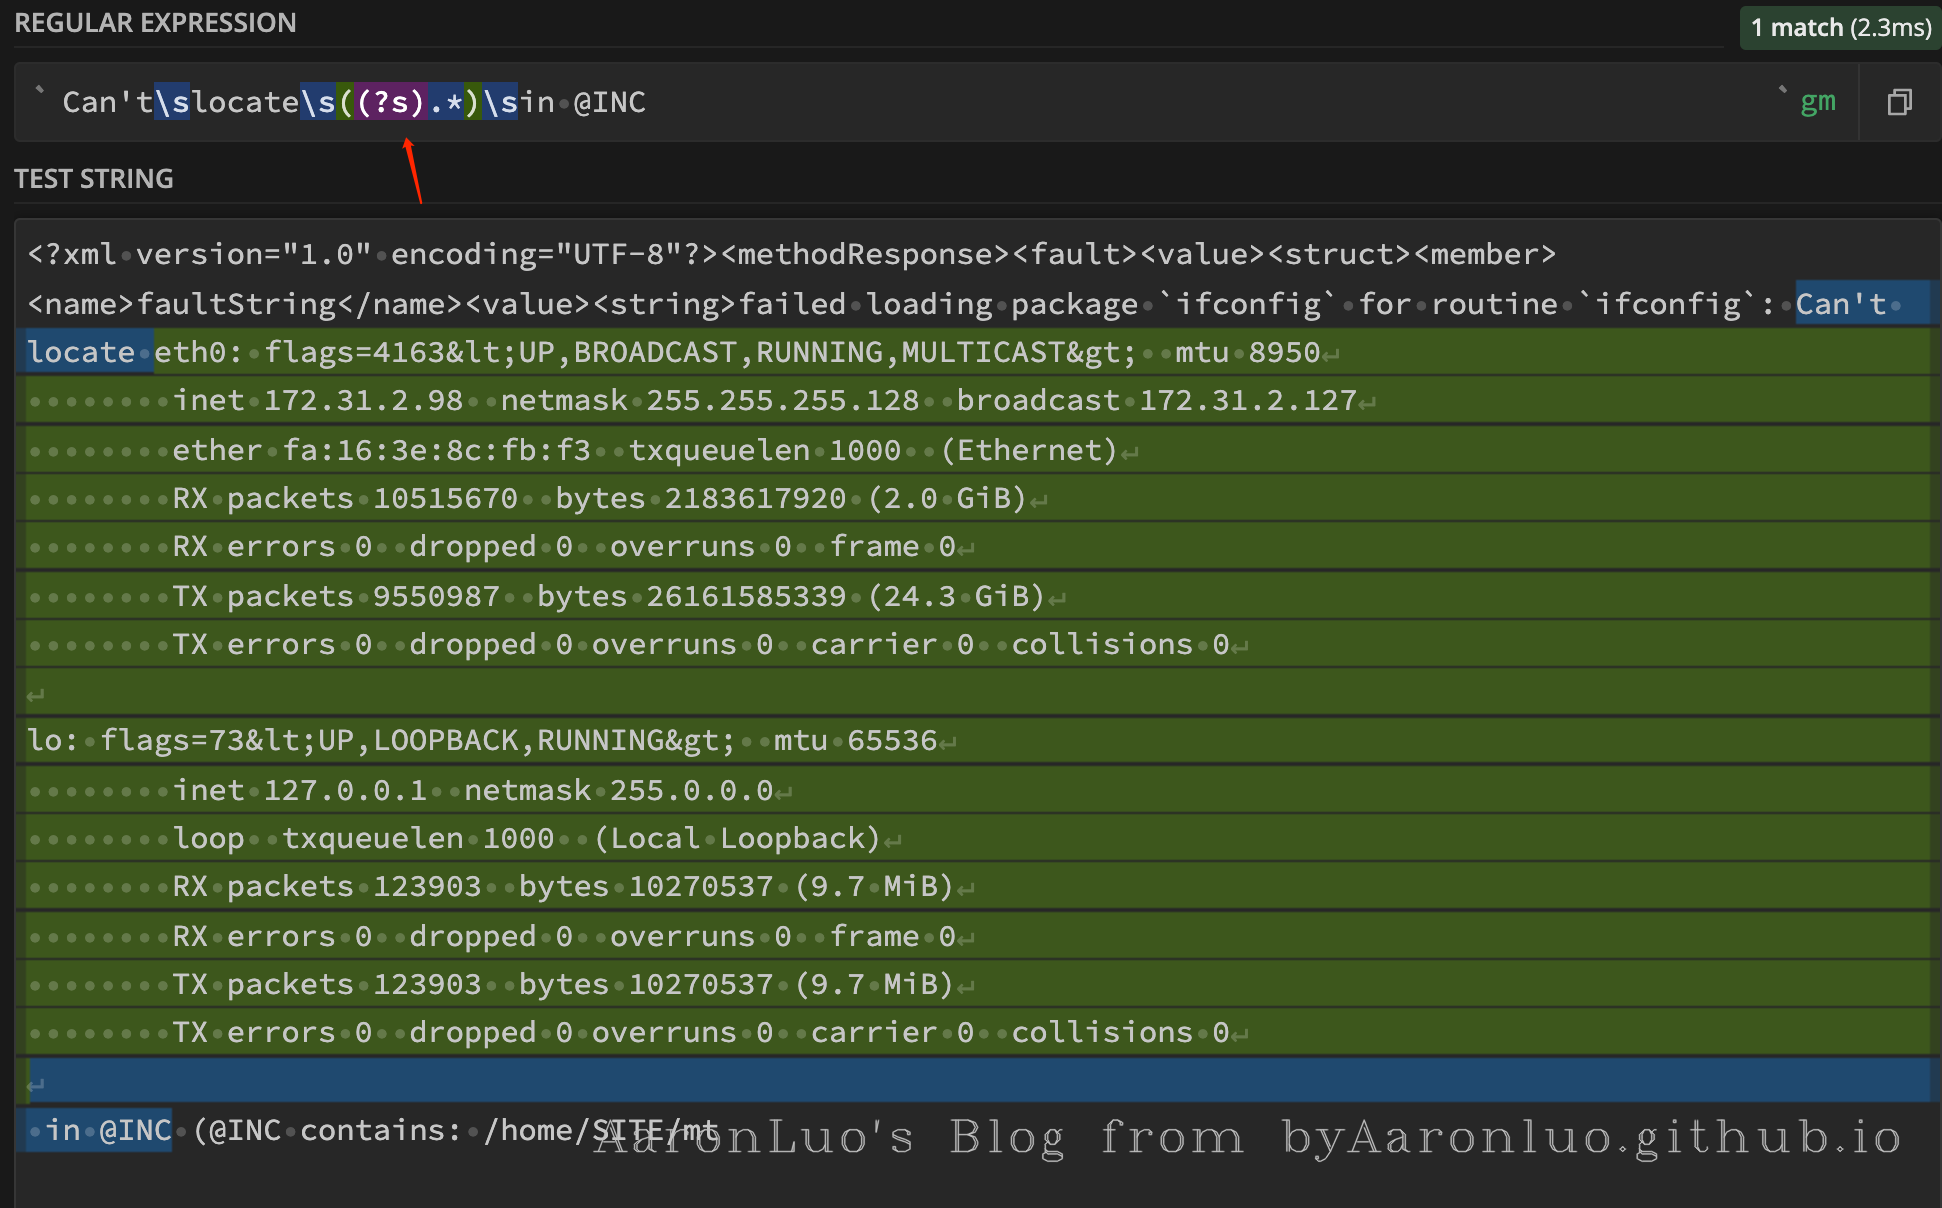 REGULAR EXPRESSION
1 match (2.3ms)
` Can't\slocate\s((?s).*)\sin @INC ` gm
TEST STRING
<?xml version="1.0" encoding="UTF-8"?><methodResponse><fault><value><struct><member>
<name>faultString</name><value><string>failed loading package `ifconfig` for routine `ifconfig`: Can't
locate eth0: flags=4163&lt;UP,BROADCAST,RUNNING,MULTICAST&gt;  mtu 8950
        inet 172.31.2.98  netmask 255.255.255.128  broadcast 172.31.2.127
        ether fa:16:3e:8c:fb:f3  txqueuelen 1000  (Ethernet)
        RX packets 10515670  bytes 2183617920 (2.0 GiB)
        RX errors 0  dropped 0  overruns 0  frame 0
        TX packets 9550987  bytes 26161585339 (24.3 GiB)
        TX errors 0  dropped 0 overruns 0  carrier 0  collisions 0
lo: flags=73&lt;UP,LOOPBACK,RUNNING&gt;  mtu 65536
        inet 127.0.0.1  netmask 255.0.0.0
        loop  txqueuelen 1000  (Local Loopback)
        RX packets 123903  bytes 10270537 (9.7 MiB)
        RX errors 0  dropped 0  overruns 0  frame 0
        TX packets 123903  bytes 10270537 (9.7 MiB)
        TX errors 0  dropped 0 overruns 0  carrier 0  collisions 0
 in @INC (@INC contains: /home/SITE/mt
AaronLuo's Blog from byAaronluo.github.io